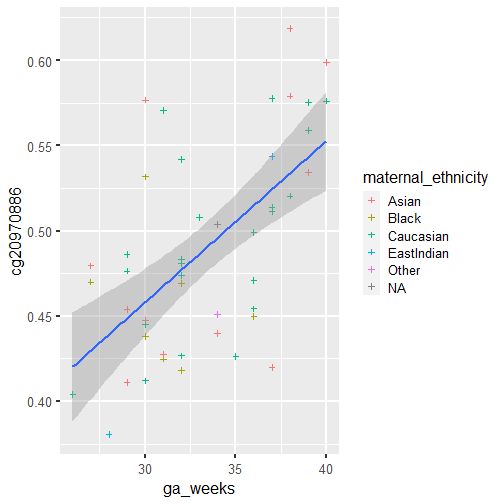 cg20970886
0.60
0.55
0.50
0.45
0.40
30
35
40
ga_weeks
maternal_ethnicity
Asian
Black
Caucasian
EastIndian
Other
NA